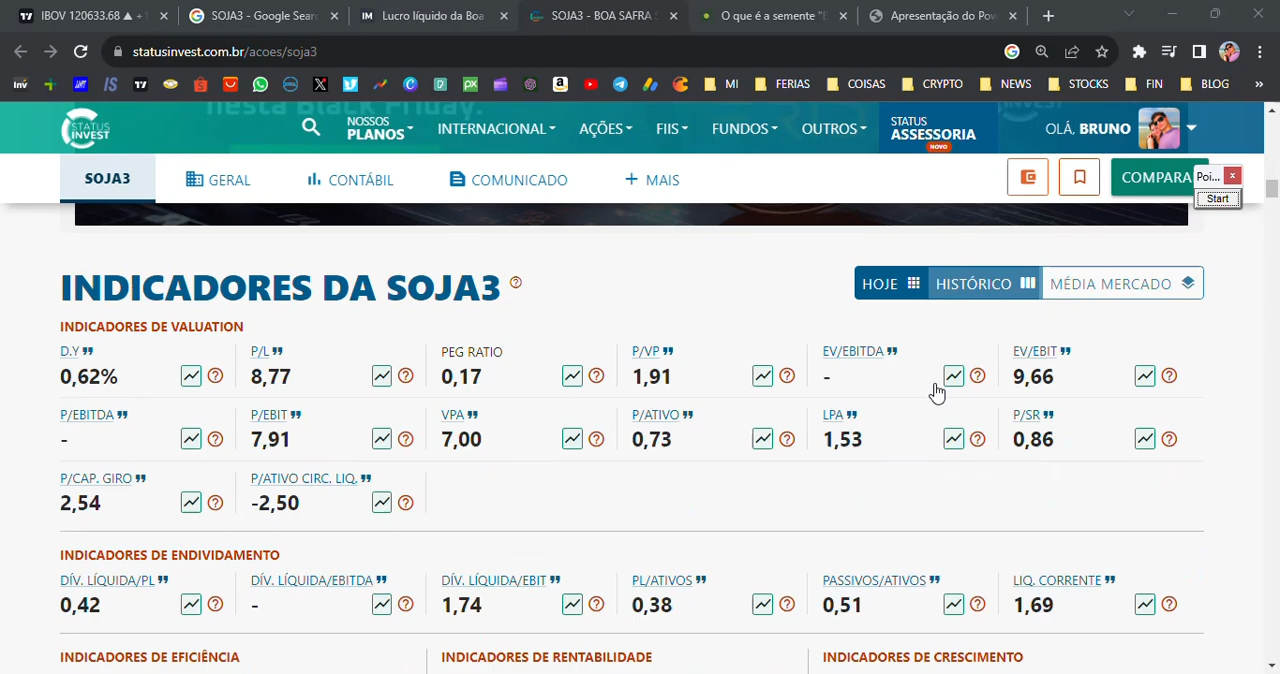 IBOV 120633.68 ▲ +
SOJA3 - Google Sear
Lucro líquido da Boa
SOJA3 - BOA SAFRA S
O que é a semente "B
Apresentação do Pow
statusinvest.com.br/acoes/soja3
MI FERIAS COISAS CRYPTO NEWS STOCKS FIN BLOG »
nesta Black Friday.
STATUS INVEST
NOSSOS PLANOS
INTERNACIONAL
AÇÕES
FIIS
FUNDOS
OUTROS
STATUS ASSESSORIA
NOVO
OLÁ, BRUNO
SOJA3 GERAL CONTÁBIL COMUNICADO + MAIS COMPARA
Poi...
Start
INDICADORES DA SOJA3
HOJE HISTÓRICO MÉDIA MERCADO
INDICADORES DE VALUATION
D.Y P/L PEG RATIO P/VP EV/EBITDA EV/EBIT
0,62% 8,77 0,17 1,91 - 9,66
P/EBITDA P/EBIT VPA P/ATIVO LPA P/SR
- 7,91 7,00 0,73 1,53 0,86
P/CAP. GIRO P/ATIVO CIRC. LIQ.
2,54 -2,50
INDICADORES DE ENDIVIDAMENTO
DÍV. LÍQUIDA/PL DÍV. LÍQUIDA/EBITDA DÍV. LÍQUIDA/EBIT PL/ATIVOS PASSIVOS/ATIVOS LIQ. CORRENTE
0,42 - 1,74 0,38 0,51 1,69
INDICADORES DE EFICIÊNCIA INDICADORES DE RENTABILIDADE INDICADORES DE CRESCIMENTO